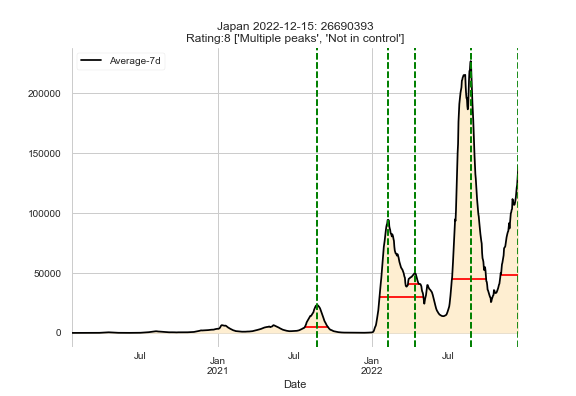 Japan 2022-12-15: 26690393
Rating:8 ['Multiple peaks', 'Not in control']
Average-7d
200000
150000
100000
50000
0
Jul
Jan
2021
Jul
Jan
2022
Jul
Date